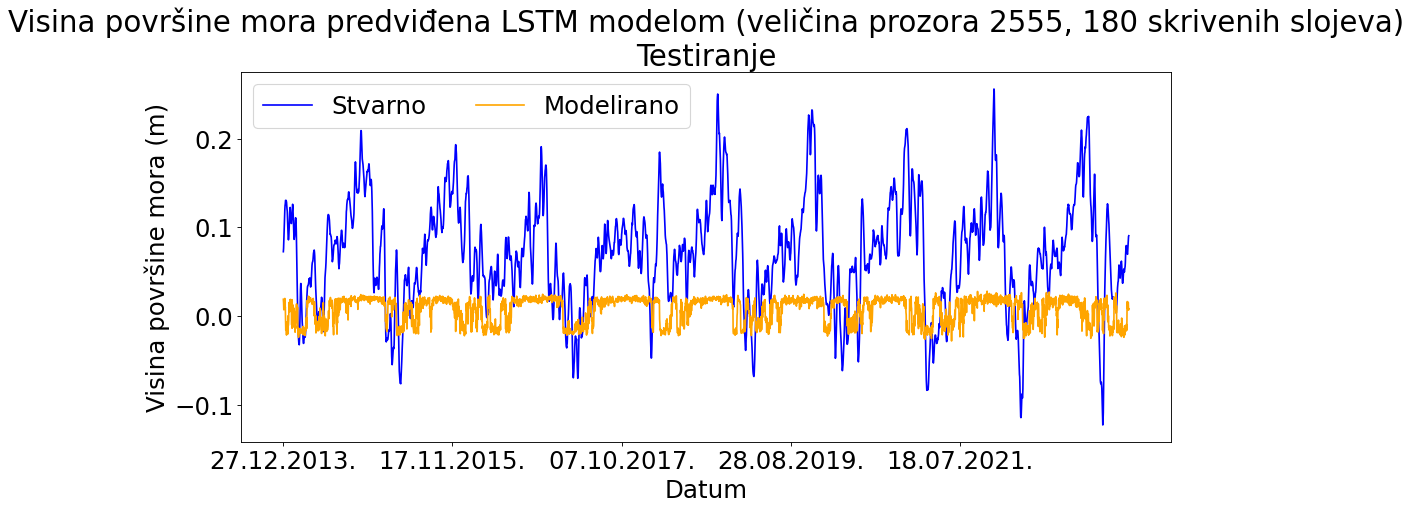 Visina površine mora predviđena LSTM modelom (veličina prozora 2555, 180 skrivenih slojeva)
Testiranje
Stvarno Modelirano
Visina površine mora (m)
0.2
0.1
0.0
−0.1
27.12.2013. 17.11.2015. 07.10.2017. 28.08.2019. 18.07.2021.
Datum